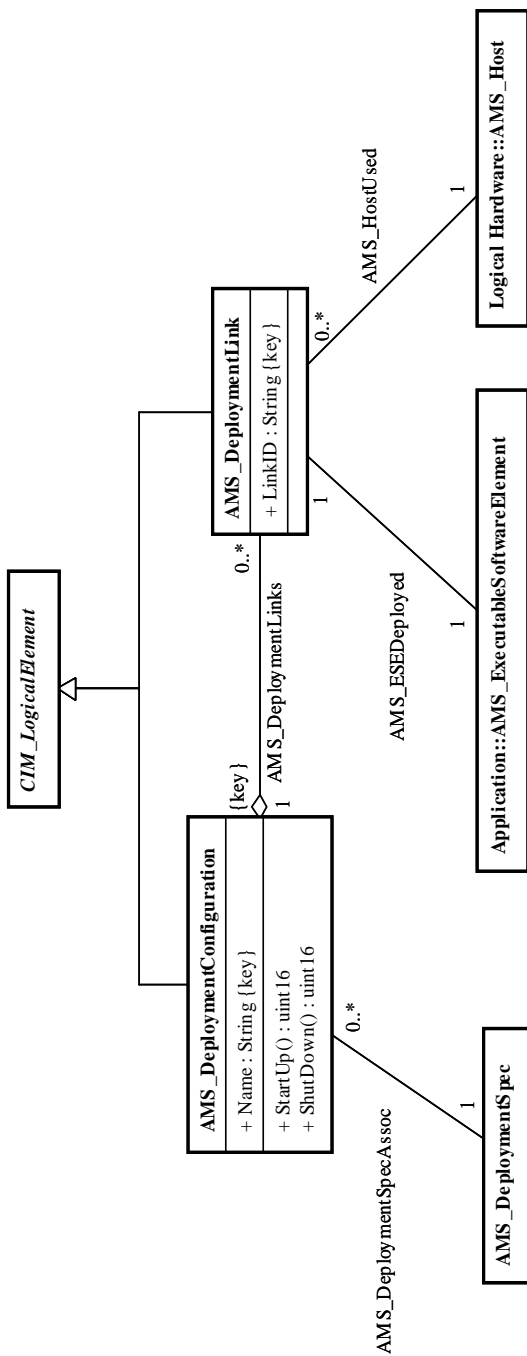 CIM_LogicalElement
AMS_DeploymentConfiguration
+ Name : String {key}
+ StartUp() : uint16
+ ShutDown() : uint16
{key}
1
AMS_DeploymentLinks
0..*
AMS_DeploymentLink
+ LinkID : String {key}
0..*
AMS_DeploymentSpecAssoc
1
AMS_DeploymentSpec
1
AMS_ESEDeployed
1
Application::AMS_ExecutableSoftwareElement
0..*
AMS_HostUsed
1
Logical Hardware::AMS_Host